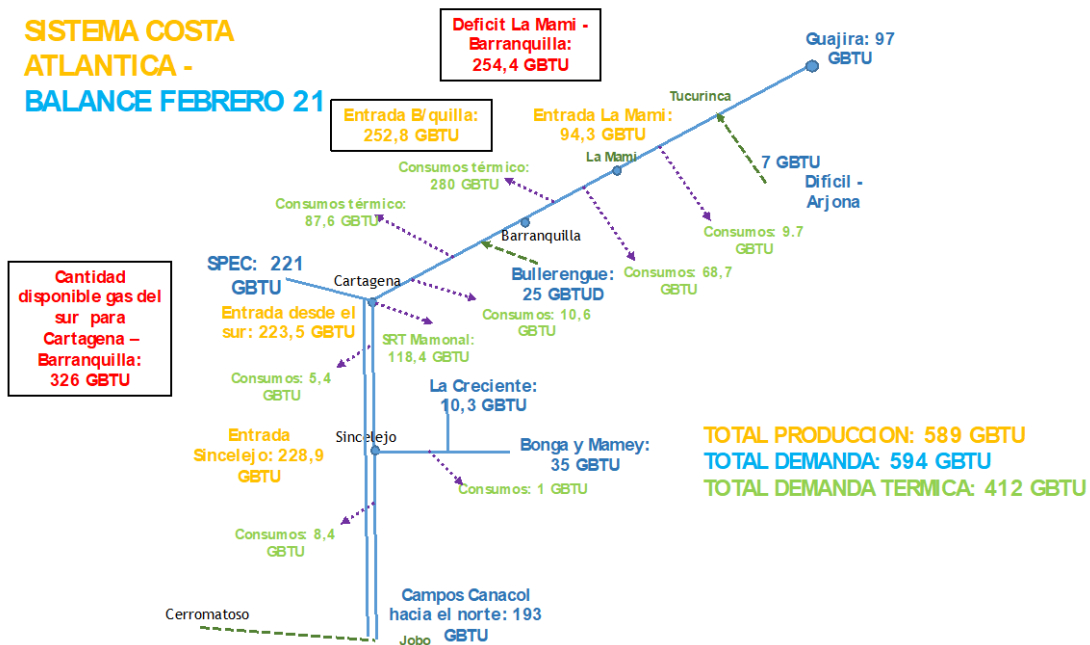 SISTEMA COSTA
ATLANTICA -
BALANCE FEBRERO 21
Deficit La Mami -
Barranquilla:
254,4 GBTU
Guajira: 97
GBTU
Tucurinca
Entrada B/quilla:
252,8 GBTU
Entrada La Mami:
94,3 GBTU
La Mami
7 GBTU
Difícil -
Arjona
Consumos térmico:
280 GBTU
Consumos térmico:
87,6 GBTU
Barranquilla
Consumos: 9.7
GBTU
Consumos: 68,7
GBTU
SPEC: 221
GBTU
Cartagena
Bullerengue:
25 GBTUD
Cantidad
disponible gas del
sur para
Cartagena –
Barranquilla:
326 GBTU
Entrada desde el
sur: 223,5 GBTU
Consumos: 10,6
GBTU
SRT Mamonal:
118,4 GBTU
Consumos: 5,4
GBTU
La Creciente:
10,3 GBTU
Entrada
Sincelejo: 228,9
GBTU
Sincelejo
Bonga y Mamey:
35 GBTU
Consumos: 1 GBTU
TOTAL PRODUCCION: 589 GBTU
TOTAL DEMANDA: 594 GBTU
TOTAL DEMANDA TERMICA: 412 GBTU
Consumos: 8,4
GBTU
Campos Canacol
hacia el norte: 193
GBTU
Cerromatoso
Jobo